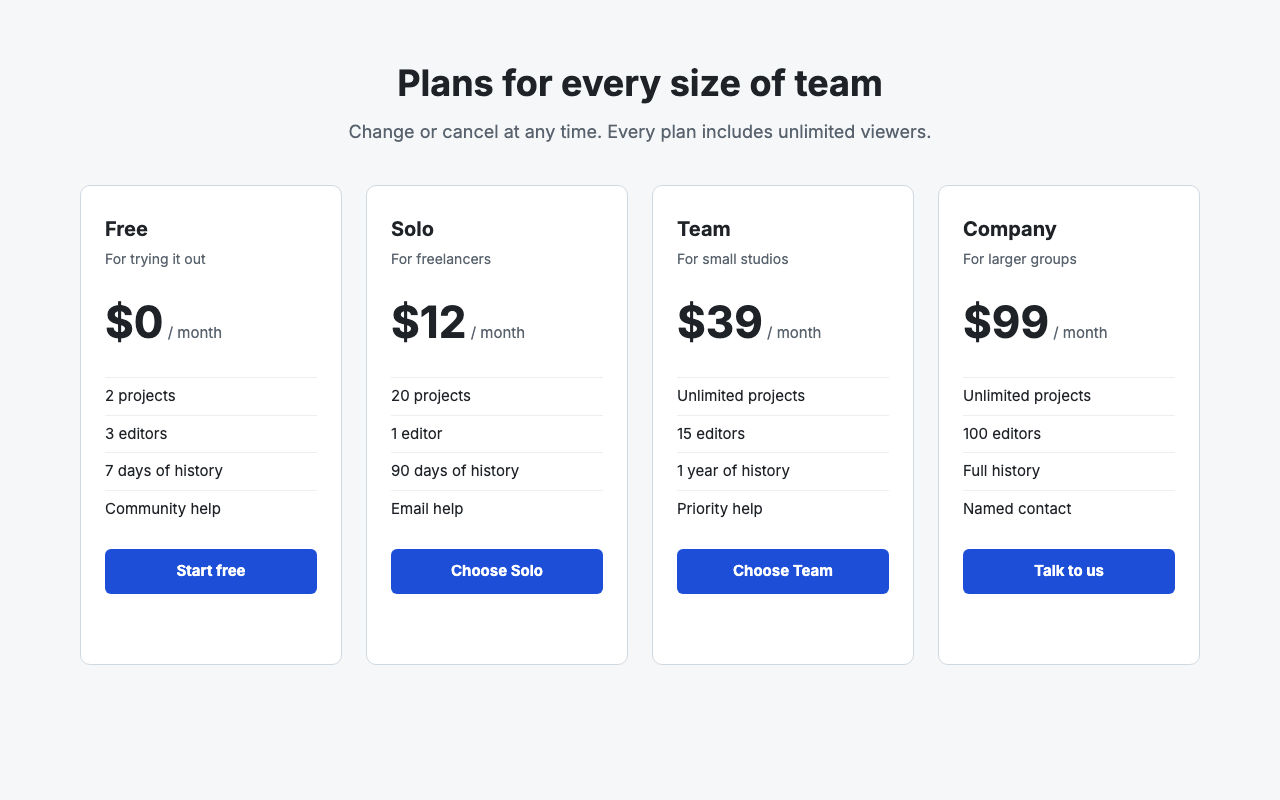 Plans for every size of team
Change or cancel at any time. Every plan includes unlimited viewers.
Free
For trying it out
$0 / month
2 projects
3 editors
7 days of history
Community help
Start free
Solo
For freelancers
$12 / month
20 projects
1 editor
90 days of history
Email help
Choose Solo
Team
For small studios
$39 / month
Unlimited projects
15 editors
1 year of history
Priority help
Choose Team
Company
For larger groups
$99 / month
Unlimited projects
100 editors
Full history
Named contact
Talk to us